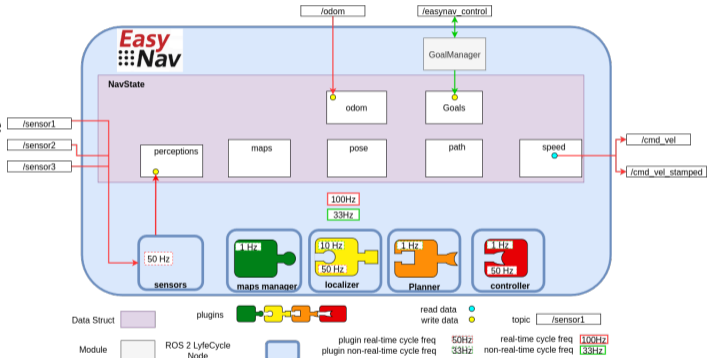 /odom
/easynav_control
Easy
Nav
GoalManager
NavState
odom
Goals
/sensor1
/sensor2
/sensor3
perceptions
maps
pose
path
speed
/cmd_vel
/cmd_vel_stamped
100Hz
33Hz
50 Hz
sensors
1 Hz
maps manager
10 Hz
50 Hz
localizer
1 Hz
Planner
1 Hz
50 Hz
controller
Data Struct
plugins
read data
write data
topic
/sensor1
Module
ROS 2 LyfeCycle
Node
plugin real-time cycle freq
50Hz
plugin non-real-time cycle freq
33Hz
real-time cycle freq
100Hz
non-real-time cycle freq
33Hz